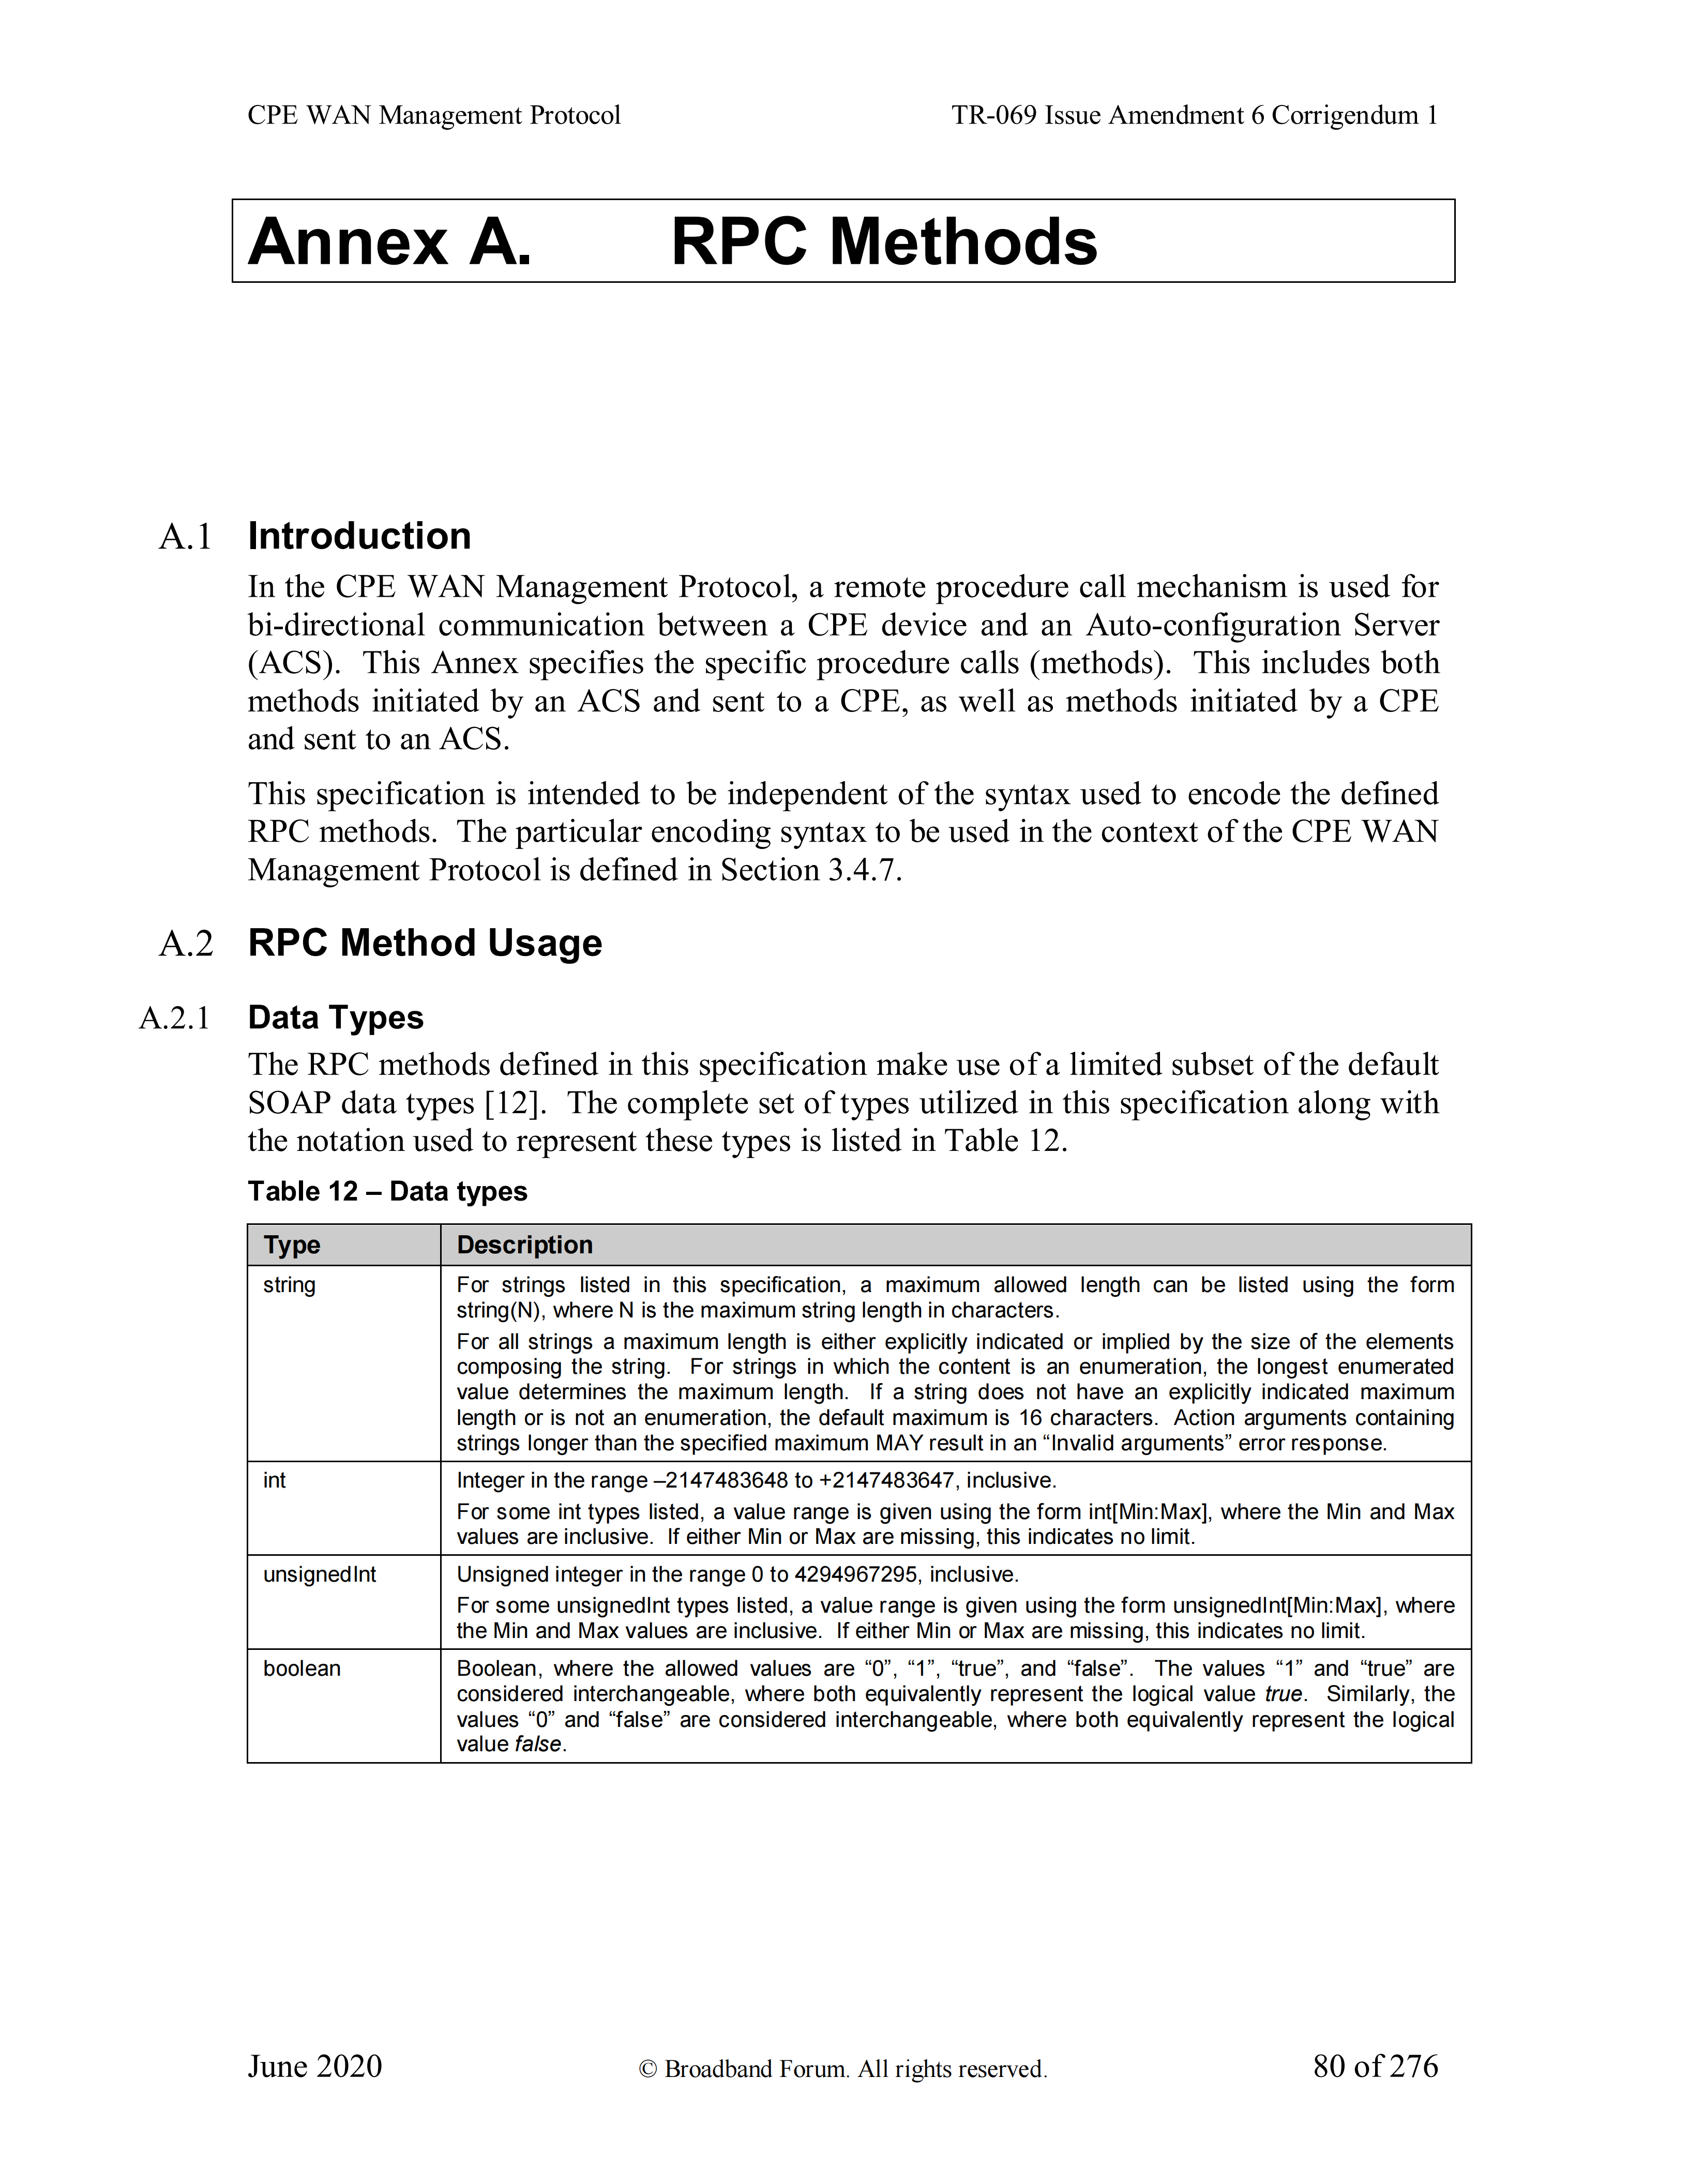 CPE WAN Management Protocol TR-069 Issue Amendment 6 Corrigendum 1
Annex A. RPC Methods
A.1 Introduction
In the CPE WAN Management Protocol, a remote procedure call mechanism is used for
bi-directional communication between a CPE device and an Auto-configuration Server
(ACS). This Annex specifies the specific procedure calls (methods). This includes both
methods initiated by an ACS and sent to a CPE, as well as methods initiated by a CPE
and sent to an ACS.
This specification is intended to be independent of the syntax used to encode the defined
RPC methods. The particular encoding syntax to be used in the context of the CPE WAN
Management Protocol is defined in Section 3.4.7.
A.2 RPC Method Usage
A.2.1 Data Types
The RPC methods defined in this specification make use of a limited subset of the default
SOAP data types [12]. The complete set of types utilized in this specification along with
the notation used to represent these types is listed in Table 12.
Table 12 – Data types
Type Description
string For strings listed in this specification, a maximum allowed length can be listed using the form
string(N), where N is the maximum string length in characters.
For all strings a maximum length is either explicitly indicated or implied by the size of the elements
composing the string. For strings in which the content is an enumeration, the longest enumerated
value determines the maximum length. If a string does not have an explicitly indicated maximum
length or is not an enumeration, the default maximum is 16 characters. Action arguments containing
strings longer than the specified maximum MAY result in an “Invalid arguments” error response.
int Integer in the range –2147483648 to +2147483647, inclusive.
For some int types listed, a value range is given using the form int[Min:Max], where the Min and Max
values are inclusive. If either Min or Max are missing, this indicates no limit.
unsignedInt Unsigned integer in the range 0 to 4294967295, inclusive.
For some unsignedInt types listed, a value range is given using the form unsignedInt[Min:Max], where
the Min and Max values are inclusive. If either Min or Max are missing, this indicates no limit.
boolean Boolean, where the allowed values are “0”, “1”, “true”, and “false”. The values “1” and “true” are
considered interchangeable, where both equivalently represent the logical value true. Similarly, the
values “0” and “false” are considered interchangeable, where both equivalently represent the logical
value false.
June 2020 © Broadband Forum. All rights reserved. 80 of 276